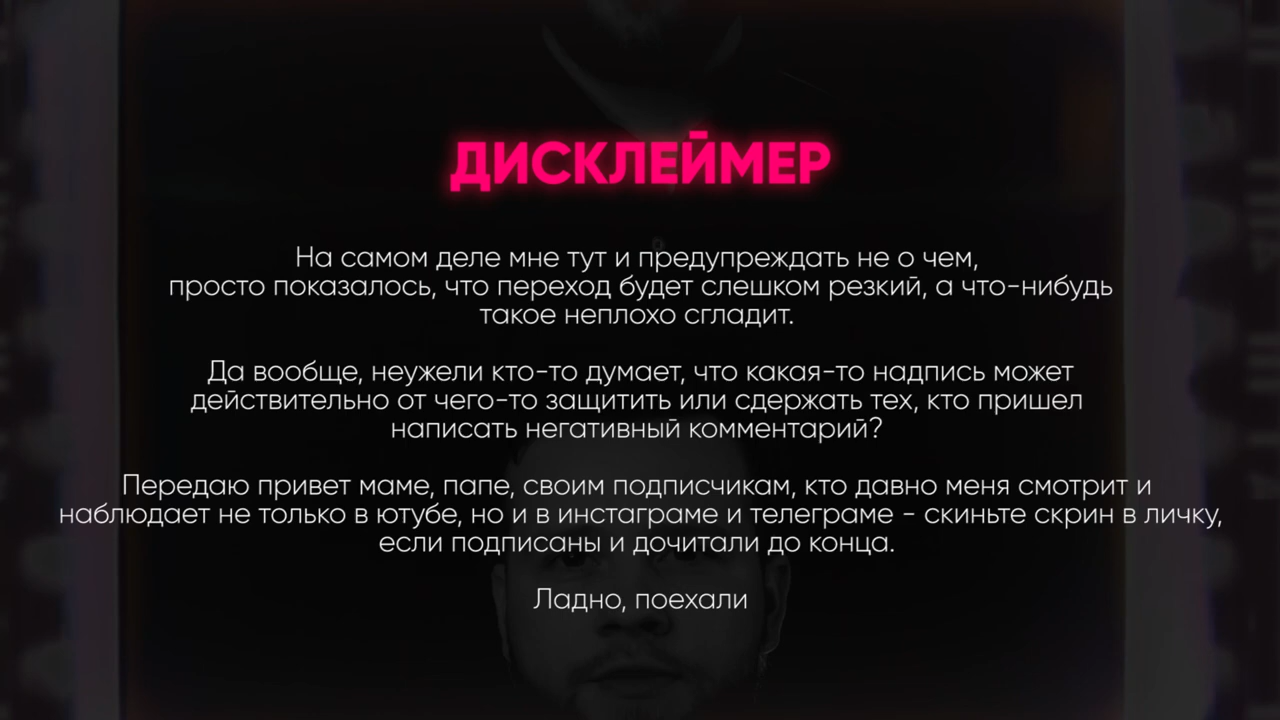 ДИСКЛЕЙМЕР
На самом деле мне тут и предупреждать не о чем,
просто показалось, что переход будет слешком резкий, а что-нибудь
такое неплохо сгладит.
Да вообще, неужели кто-то думает, что какая-то надпись может
действительно от чего-то защитить или сдержать тех, кто пришел
написать негативный комментарий?
Передаю привет маме, папе, своим подписчикам, кто давно меня смотрит и
наблюдает не только в ютубе, но и в инстаграме и телеграме - скиньте скрин в личку,
если подписаны и дочитали до конца.
Ладно, поехали